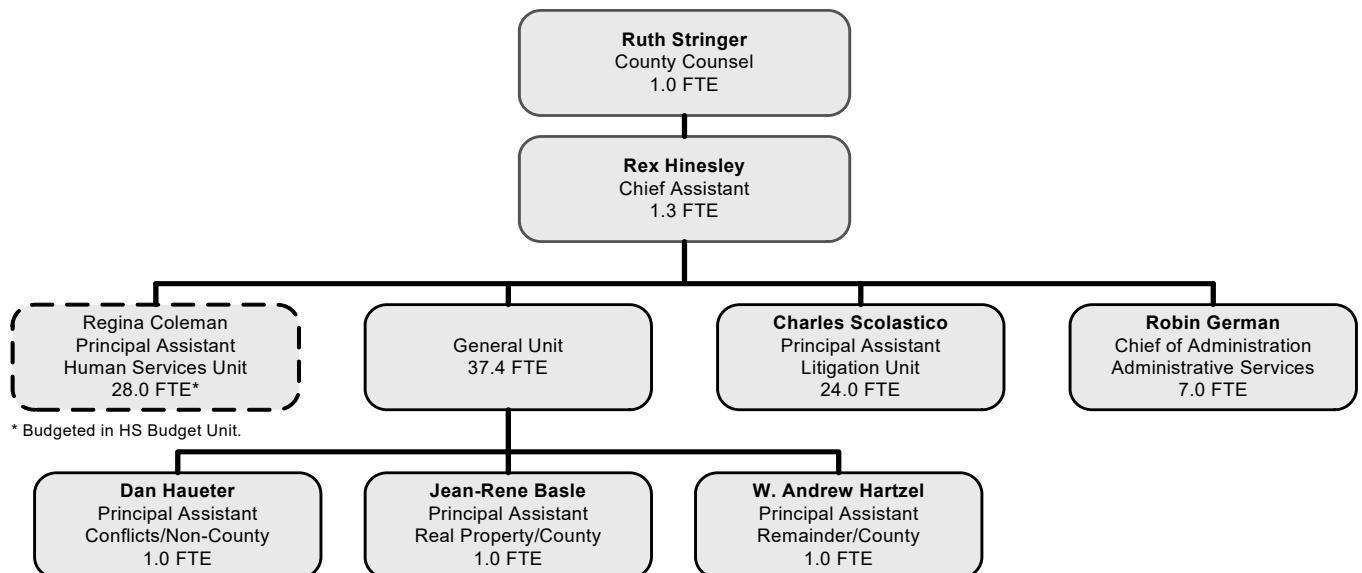 Ruth Stringer
County Counsel
1.0 FTE
Rex Hinesley
Chief Assistant
1.3 FTE
Regina Coleman
Principal Assistant
Human Services Unit
28.0 FTE*
General Unit
37.4 FTE
Charles Scolastico
Principal Assistant
Litigation Unit
24.0 FTE
Robin German
Chief of Administration
Administrative Services
7.0 FTE
* Budgeted in HS Budget Unit.
Dan Haueter
Principal Assistant
Conflicts/Non-County
1.0 FTE
Jean-Rene Basle
Principal Assistant
Real Property/County
1.0 FTE
W. Andrew Hartzel
Principal Assistant
Remainder/County
1.0 FTE